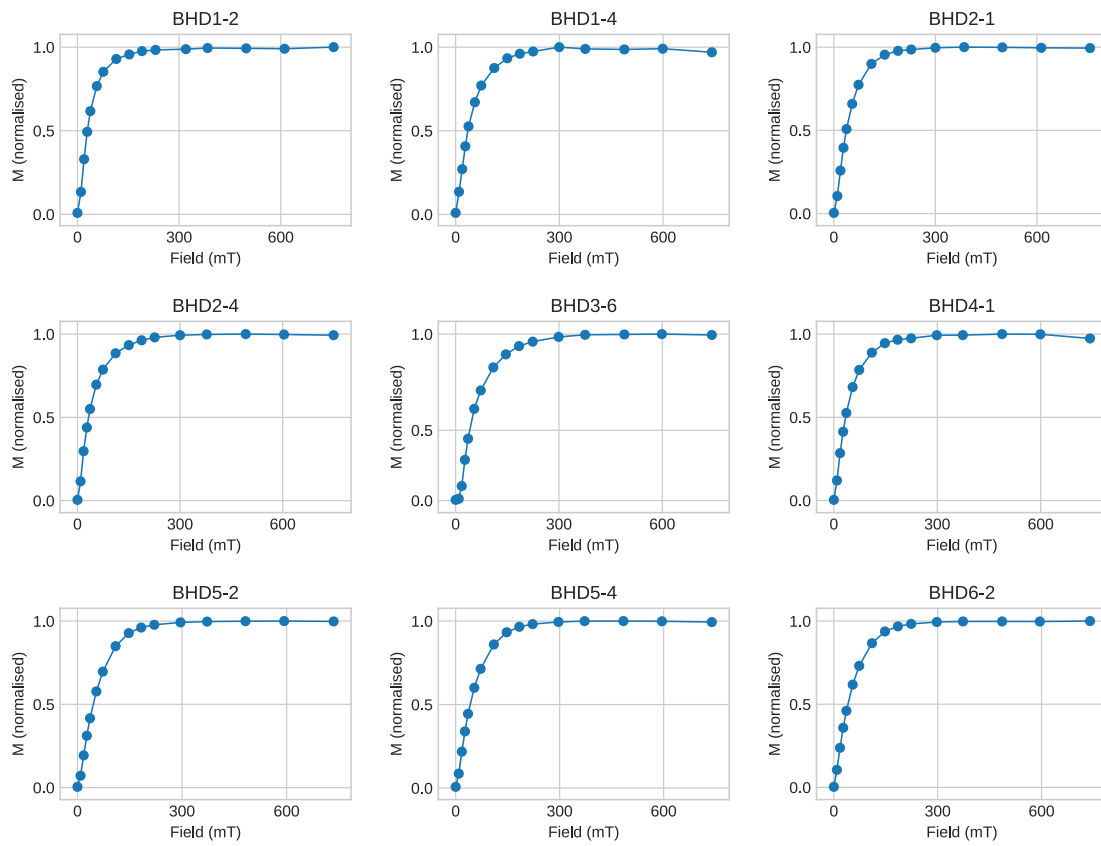 BHD1-2 BHD1-4 BHD2-1
M (normalised) 1.0 0.5 0.0 M (normalised) 1.0 0.5 0.0 M (normalised) 1.0 0.5 0.0
0 300 600 0 300 600 0 300 600
Field (mT) Field (mT) Field (mT)
BHD2-4 BHD3-6 BHD4-1
M (normalised) 1.0 0.5 0.0 M (normalised) 1.0 0.5 0.0 M (normalised) 1.0 0.5 0.0
0 300 600 0 300 600 0 300 600
Field (mT) Field (mT) Field (mT)
BHD5-2 BHD5-4 BHD6-2
M (normalised) 1.0 0.5 0.0 M (normalised) 1.0 0.5 0.0 M (normalised) 1.0 0.5 0.0
0 300 600 0 300 600 0 300 600
Field (mT) Field (mT) Field (mT)